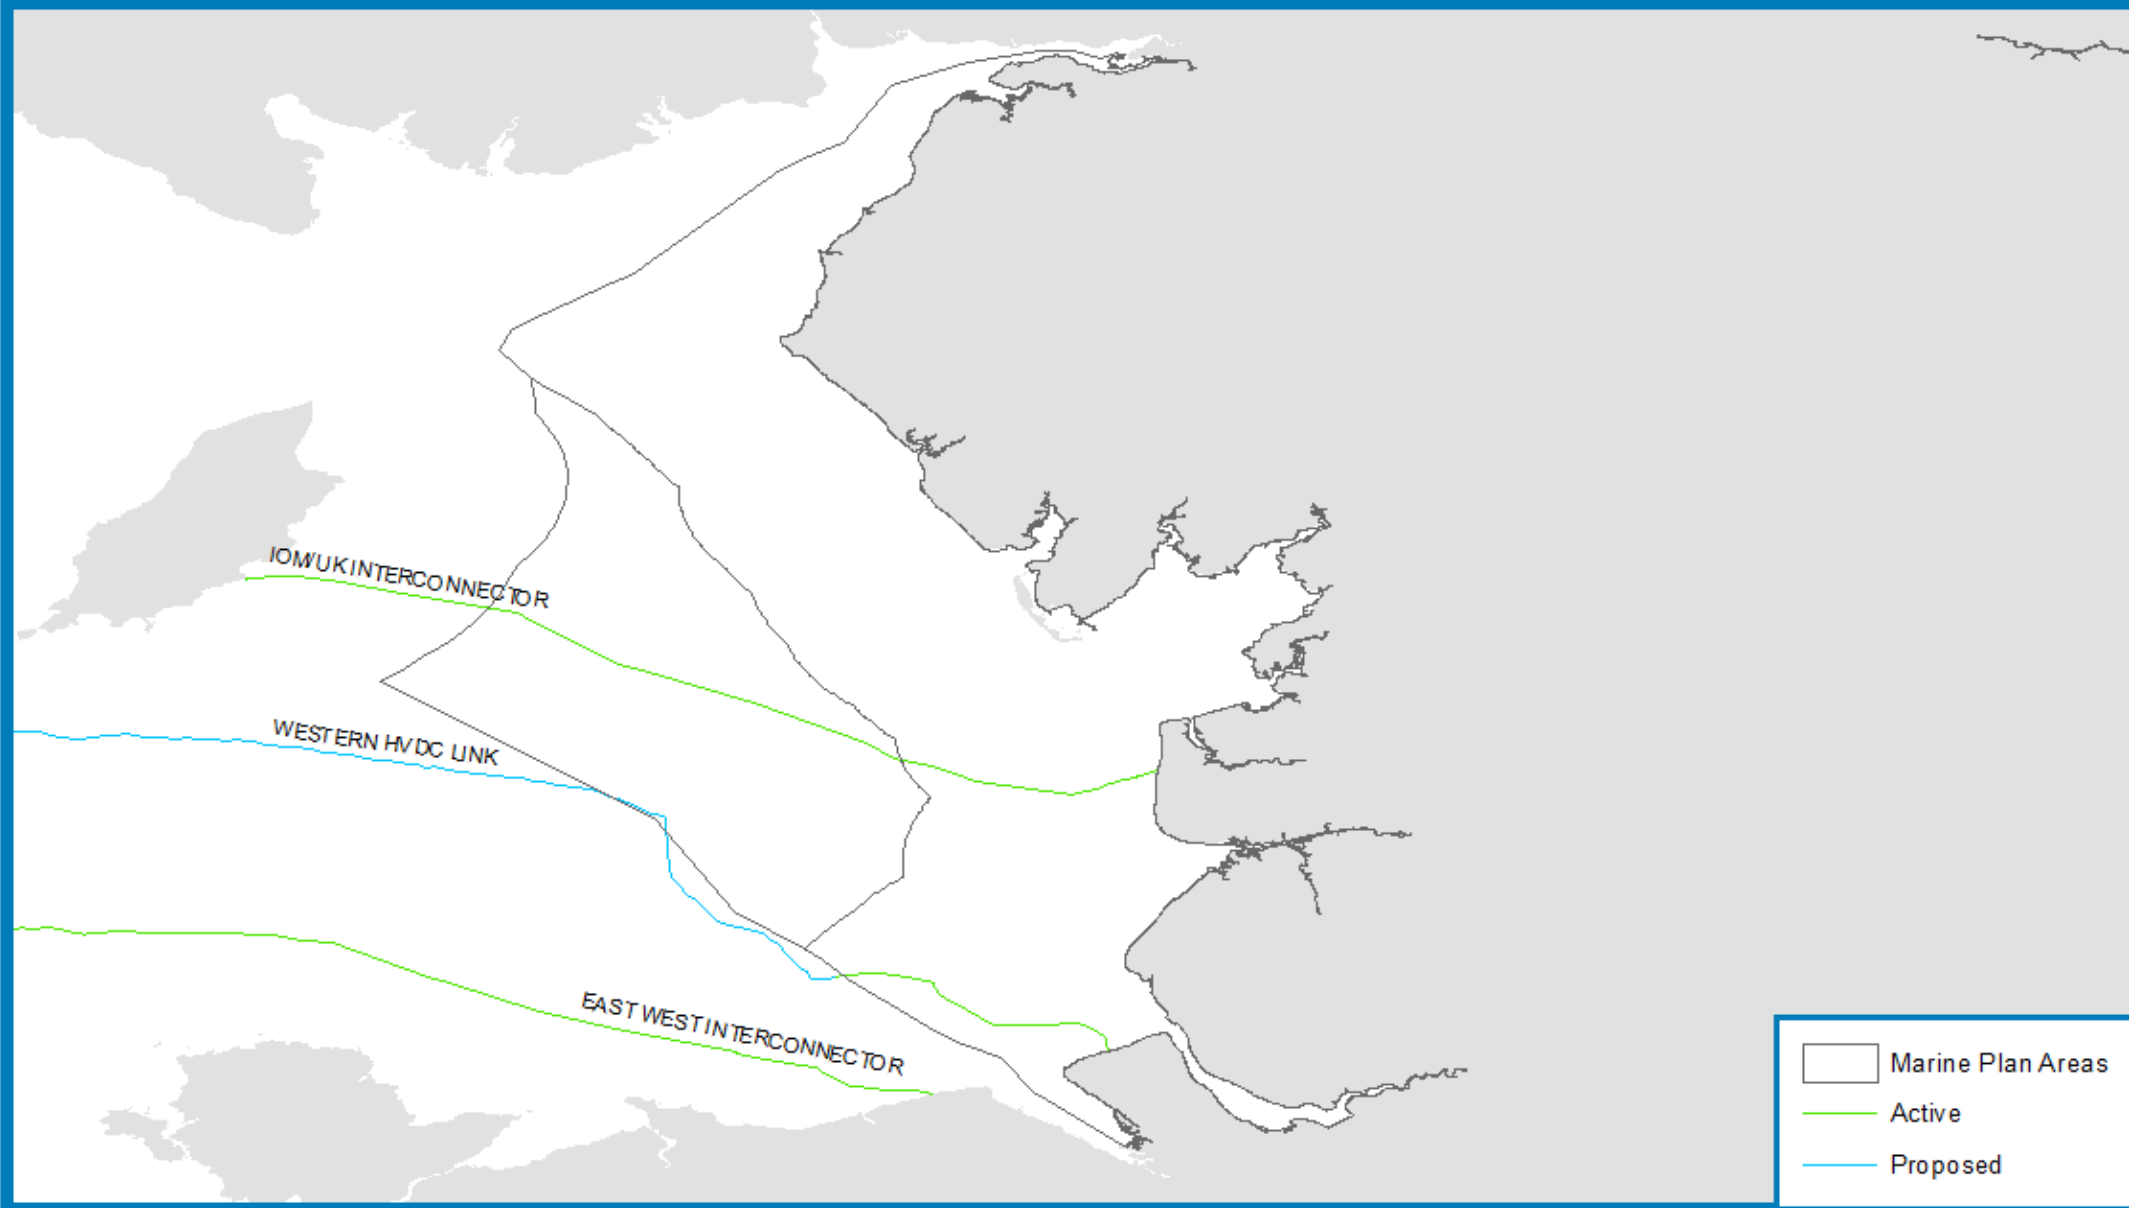 IOM/UK INTERCONNECTOR
WESTERN HVDC LINK
EAST WEST INTERCONNECTOR
Marine Plan Areas
Active
Proposed